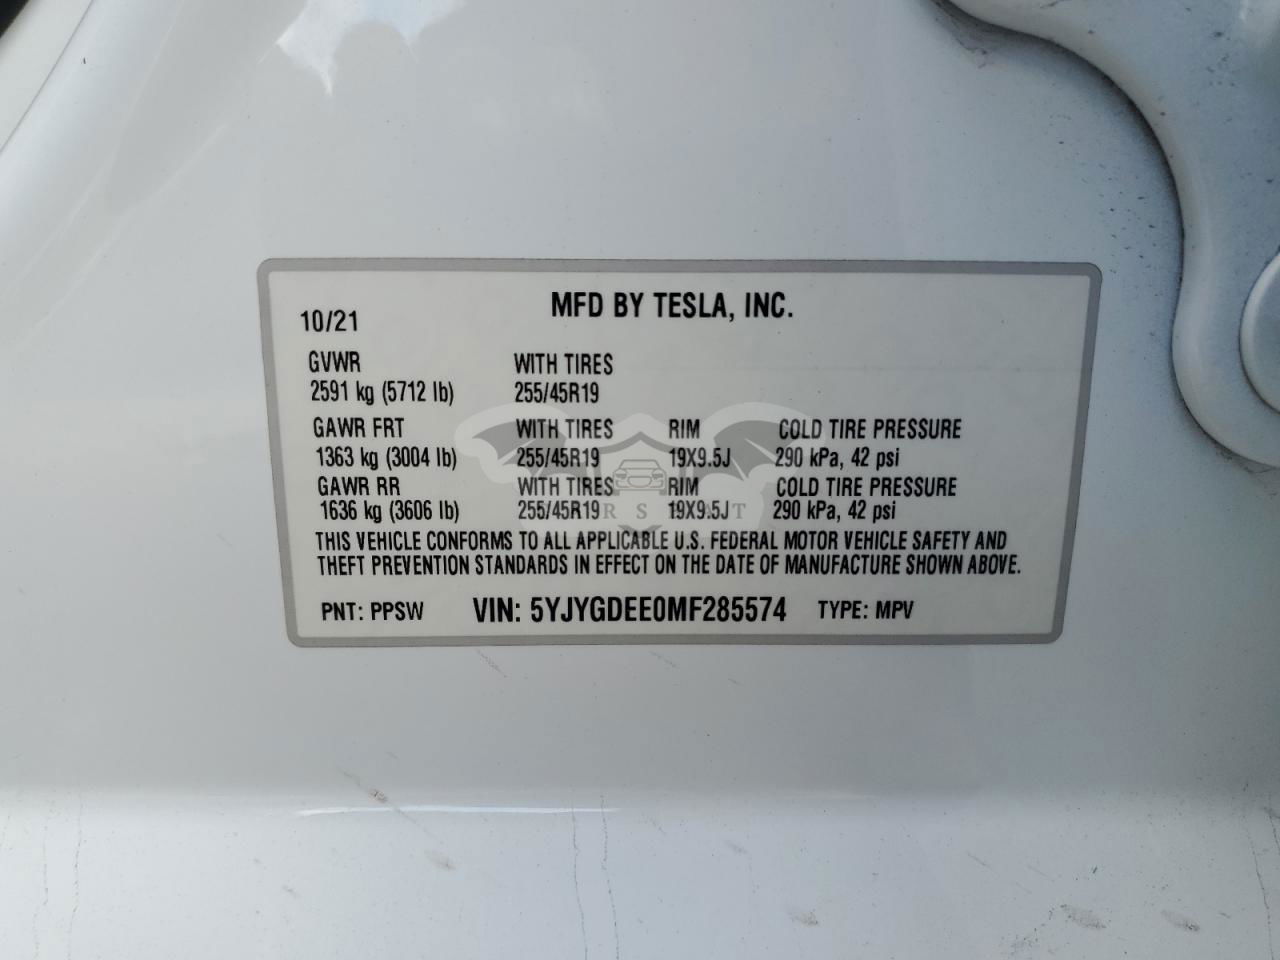 MFD BY TESLA, INC.
10/21
GVWR WITH TIRES
2591 kg (5712 lb) 255/45R19
GAWR FRT WITH TIRES RIM COLD TIRE PRESSURE
1363 kg (3004 lb) 255/45R19 19X9.5J 290 kPa, 42 psi
GAWR RR WITH TIRES RIM COLD TIRE PRESSURE
1636 kg (3606 lb) 255/45R19 19X9.5J 290 kPa, 42 psi
THIS VEHICLE CONFORMS TO ALL APPLICABLE U.S. FEDERAL MOTOR VEHICLE SAFETY AND
THEFT PREVENTION STANDARDS IN EFFECT ON THE DATE OF MANUFACTURE SHOWN ABOVE.
PNT: PPSW VIN: 5YJYGDEE0MF285574 TYPE: MPV